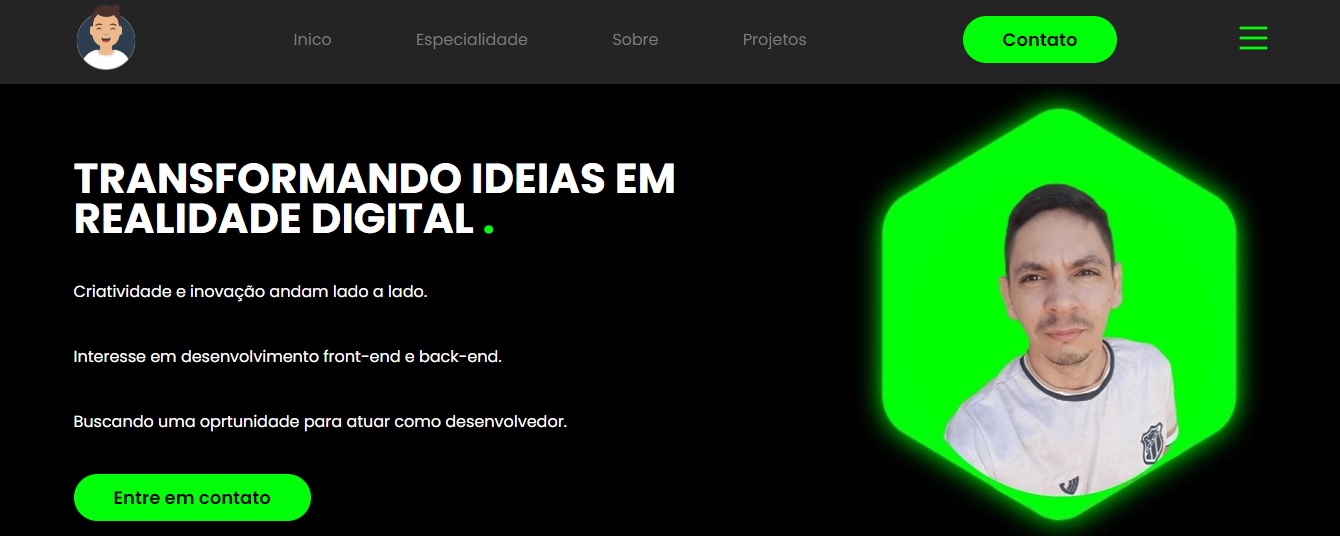 Inico
Especialidade
Sobre
Projetos
Contato
TRANSFORMANDO IDEIAS EM
REALIDADE DIGITAL .
Criatividade e inovação andam lado a lado.
Interesse em desenvolvimento front-end e back-end.
Buscando uma oprtunidade para atuar como desenvolvedor.
Entre em contato